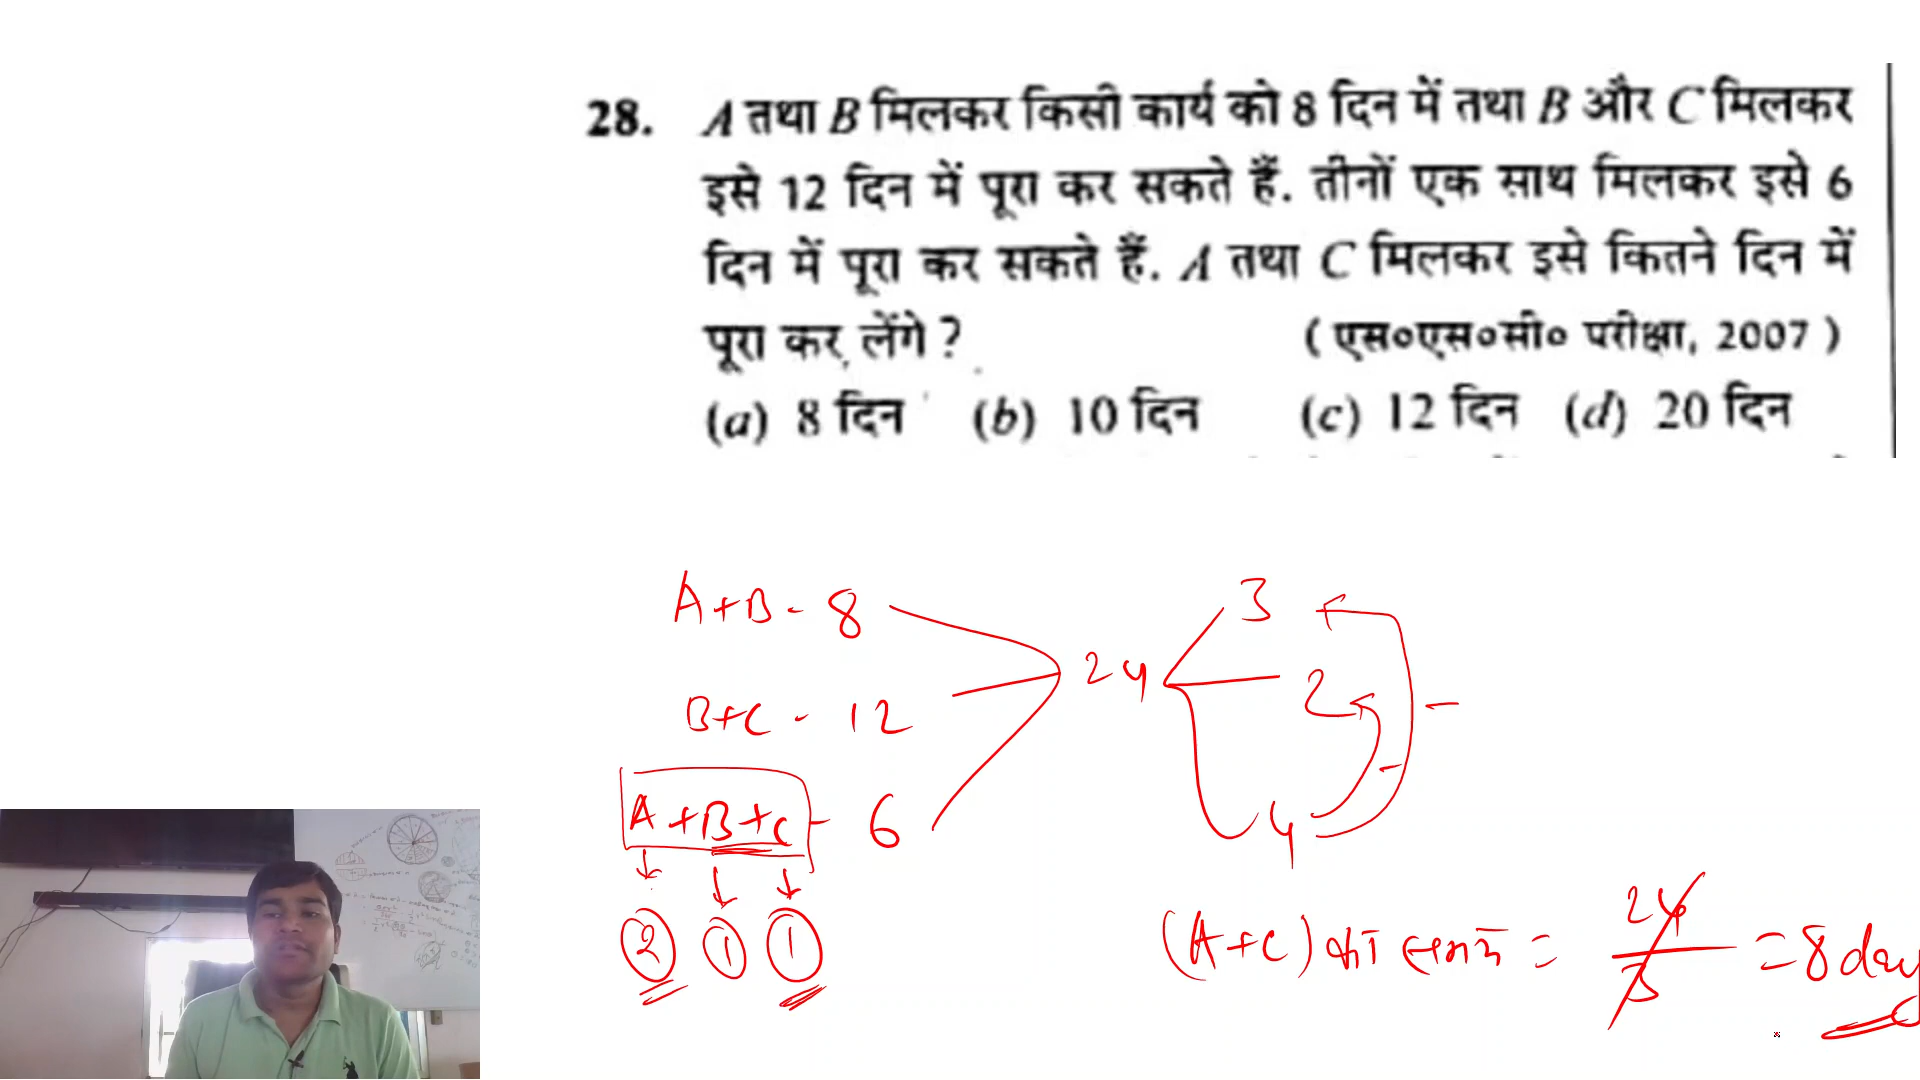 28. A तथा B मिलकर किसी कार्य को 8 दिन में तथा B और C मिलकर
इसे 12 दिन में पूरा कर सकते हैं. तीनों एक साथ मिलकर इसे 6
दिन में पूरा कर सकते हैं. A तथा C मिलकर इसे कितने दिन में
पूरा कर लेंगे ? ( एस०एस०सी० परीक्षा, 2007 )
(a) 8 दिन (b) 10 दिन (c) 12 दिन (d) 20 दिन
A+B - 8
B+C - 12
A+B+C - 6
24
3
2
4
2 1 1
(A+C) का = 24/3 = 8 day